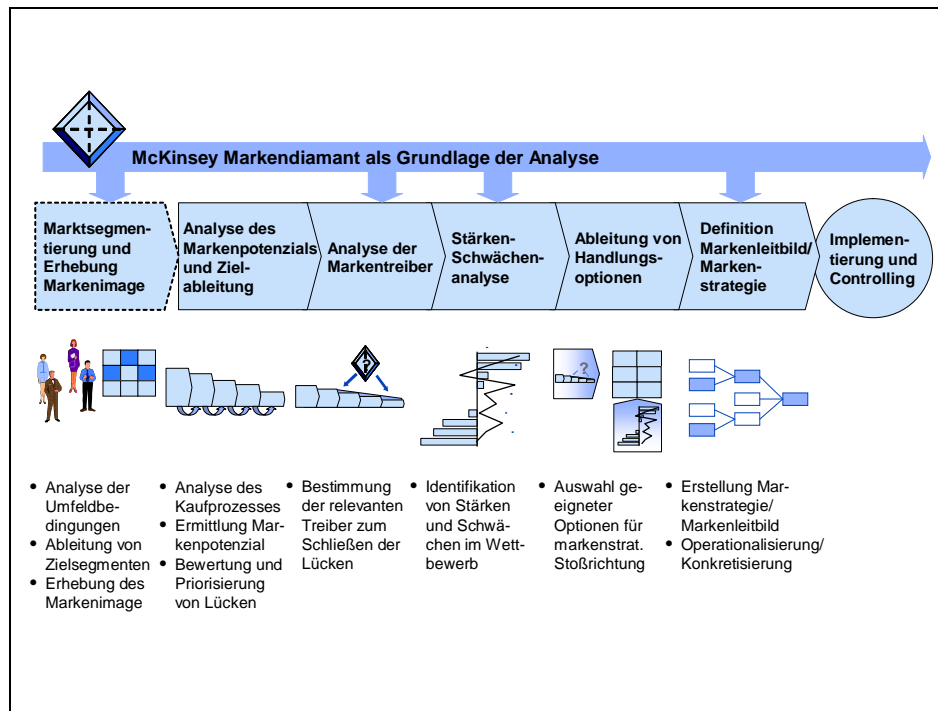 McKinsey Markendiamant als Grundlage der Analyse
Marktsegmen-
tierung und
Erhebung
Markenimage
Analyse des
Markenpotenzials
und Ziel-
ableitung
Analyse der
Markentreiber
Stärken-
Schwächen-
analyse
Ableitung von
Handlungs-
optionen
Definition
Markenleitbild/
Marken-
strategie
Implemen-
tierung und
Controlling
?
?
• Analyse der
Umfeldbe-
dingungen
• Ableitung von
Zielsegmenten
• Erhebung des
Markenimage
• Analyse des
Kaufprozesses
• Ermittlung Mar-
kenpotenzial
• Bewertung und
Priorisierung
von Lücken
• Bestimmung
der relevanten
Treiber zum
Schließen der
Lücken
• Identifikation
von Stärken
und Schwä-
chen im Wett-
bewerb
• Auswahl ge-
eigneter
Optionen für
markenstrat.
Stoßrichtung
• Erstellung Mar-
kenstrategie/
Markenleitbild
• Operationalisierung/
Konkretisierung